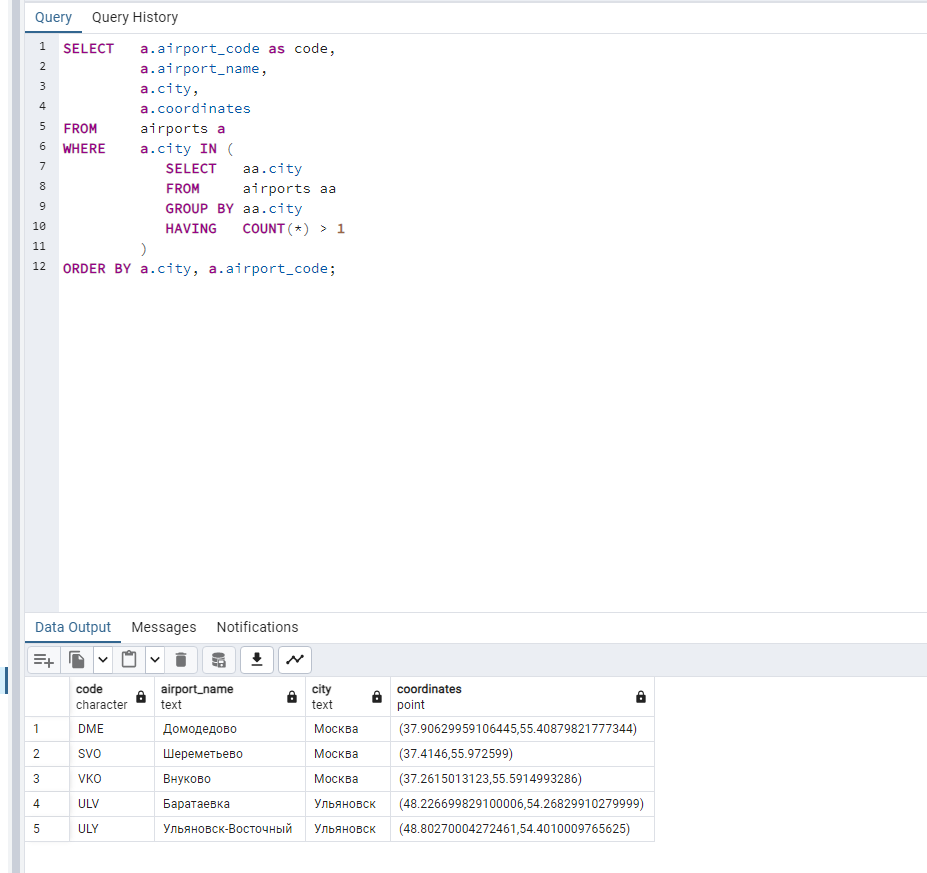 Query Query History
1 SELECT a.airport_code as code,
2 a.airport_name,
3 a.city,
4 a.coordinates
5 FROM airports a
6 WHERE a.city IN (
7 SELECT aa.city
8 FROM airports aa
9 GROUP BY aa.city
10 HAVING COUNT(*) > 1
11 )
12 ORDER BY a.city, a.airport_code;
Data Output Messages Notifications
code airport_name city coordinates
character text text point
1 DME Домодедово Москва (37.90629959106445,55.40879821777344)
2 SVO Шереметьево Москва (37.4146,55.972599)
3 VKO Внуково Москва (37.2615013123,55.5914993286)
4 ULV Баратаевка Ульяновск (48.226699829100006,54.26829910279999)
5 ULY Ульяновск-Восточный Ульяновск (48.80270004272461,54.4010009765625)